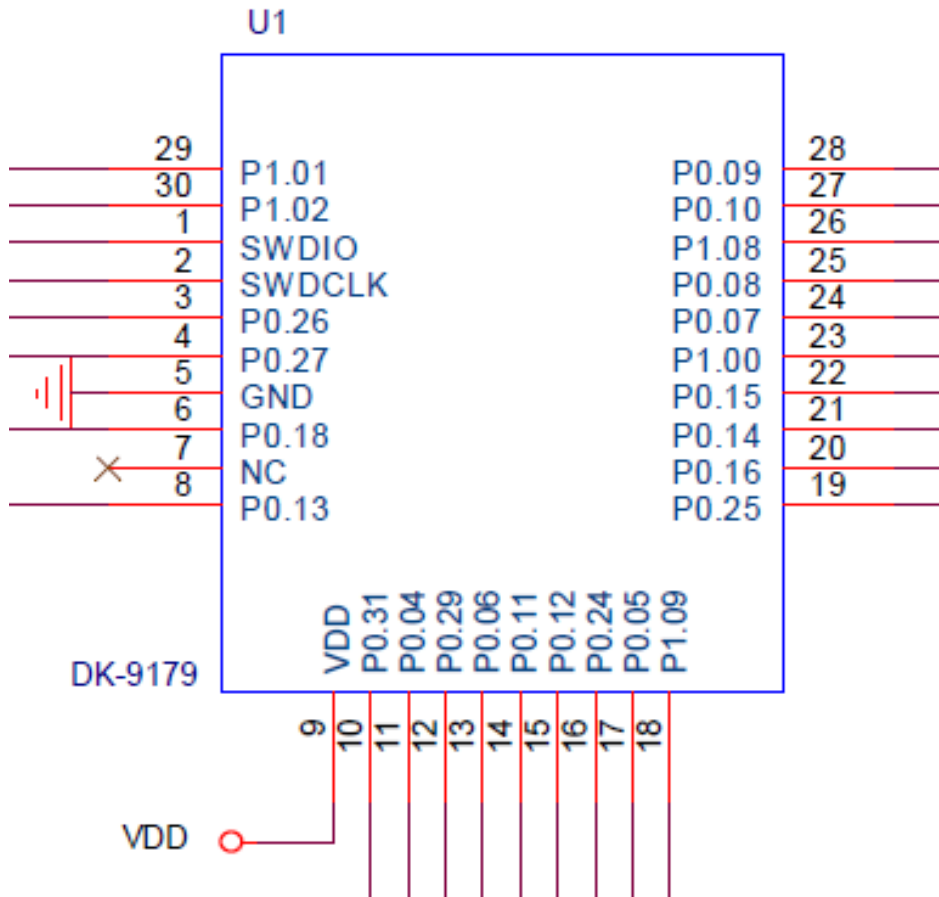 U1
29 P1.01 P0.09 28
30 P1.02 P0.10 27
1 SWDIO P1.08 26
2 SWDCLK P0.08 25
3 P0.26 P0.07 24
4 P0.27 P1.00 23
5 GND P0.15 22
6 P0.18 P0.14 21
7 NC P0.16 20
8 P0.13 P0.25 19
VDD P0.31 P0.04 P0.29 P0.06 P0.11 P0.12 P0.24 P0.05 P1.09
DK-9179
9 10 11 12 13 14 15 16 17 18
VDD